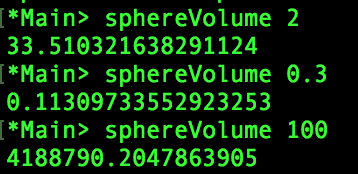 [*Main> sphereVolume 2
33.510321638291124
[*Main> sphereVolume 0.3
0.11309733552923253
[*Main> sphereVolume 100
4188790.2047863905